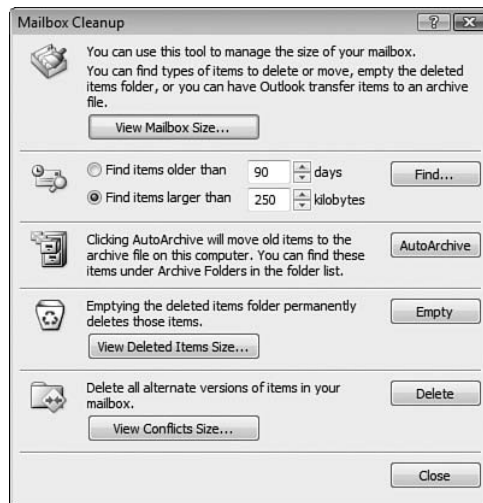 Mailbox Cleanup
You can use this tool to manage the size of your mailbox.
You can find types of items to delete or move, empty the deleted
items folder, or you can have Outlook transfer items to an archive
file.
View Mailbox Size...
Find items older than 90 days
Find...
Find items larger than 250 kilobytes
Clicking AutoArchive will move old items to the
archive file on this computer. You can find these
items under Archive Folders in the folder list.
AutoArchive
Emptying the deleted items folder permanently
deletes those items.
Empty
View Deleted Items Size...
Delete all alternate versions of items in your
mailbox.
Delete
View Conflicts Size...
Close